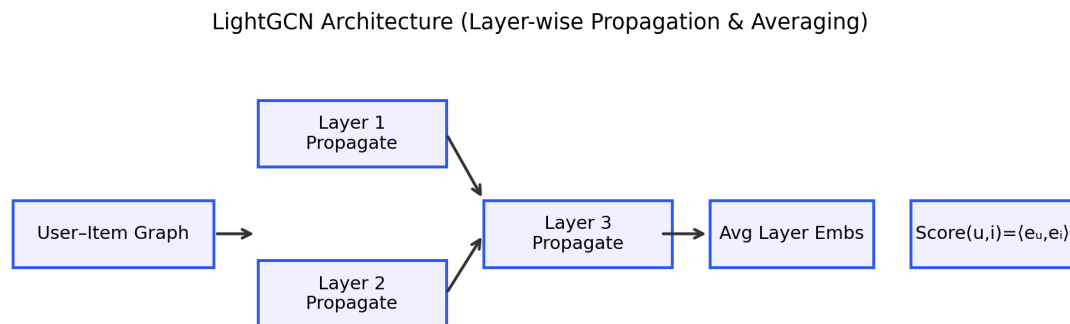 LightGCN Architecture (Layer-wise Propagation & Averaging)
Layer 1
Propagate
User–Item Graph
Layer 3
Propagate
Avg Layer Embs
Score(u,i)=⟨eᵤ,eᵢ⟩
Layer 2
Propagate